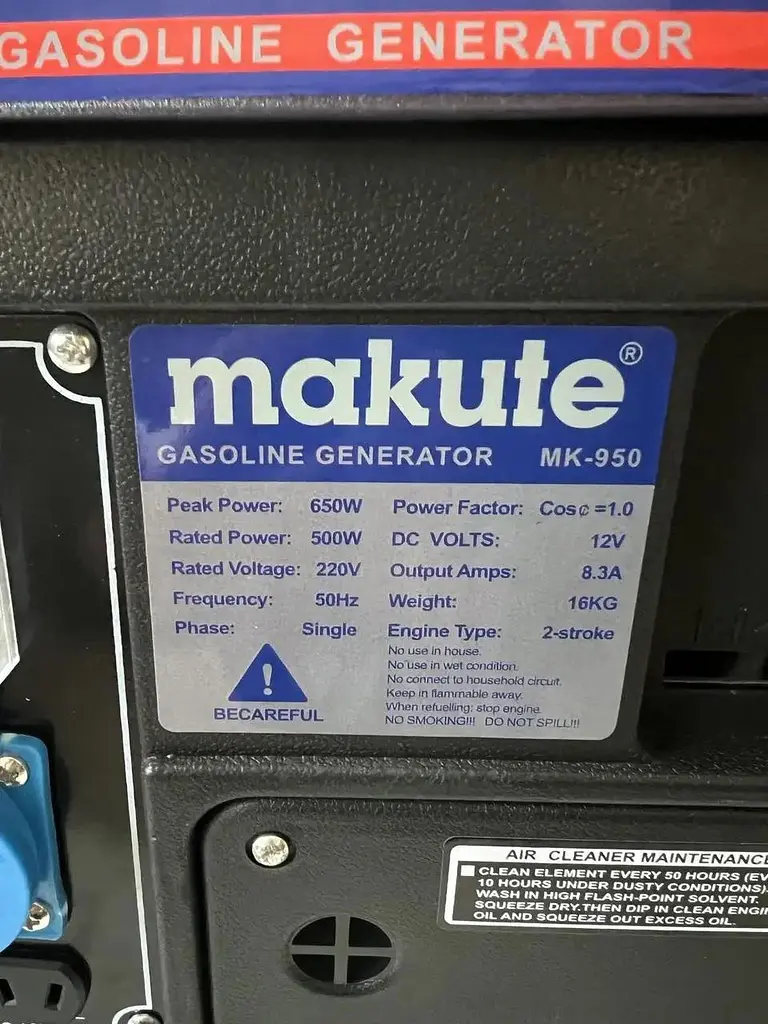 GASOLINE GENERATOR
makute®
GASOLINE GENERATOR MK-950
Peak Power: 650W Power Factor: Cos¢=1.0
Rated Power: 500W DC VOLTS: 12V
Rated Voltage: 220V Output Amps: 8.3A
Frequency: 50Hz Weight: 16KG
Phase: Single Engine Type: 2-stroke
No use in house.
No use in wet condition.
No connect to household circuit.
Keep in flammable away.
When refuelling, stop engine.
NO SMOKING!!! DO NOT SPILL!!!
!
BECAREFUL
AIR CLEANER MAINTENANCE
CLEAN ELEMENT EVERY 50 HOURS (EV
10 HOURS UNDER DUSTY CONDITIONS).
WASH IN HIGH FLASH-POINT SOLVENT.
SQUEEZE DRY.THEN DIP IN CLEAN ENGI
OIL AND SQUEEZE OUT EXCESS OIL.